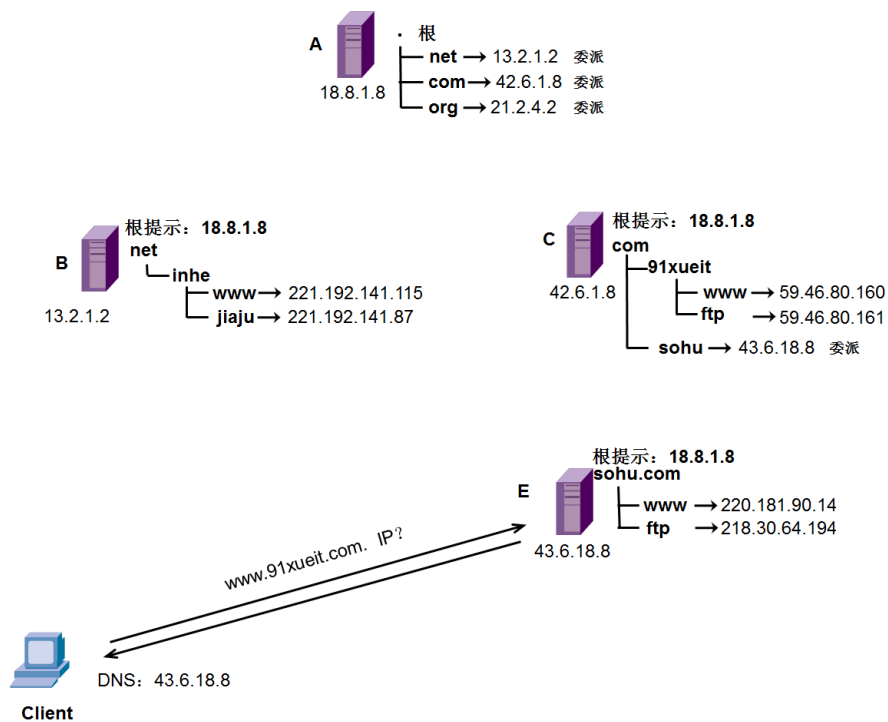 A
· 根
net → 13.2.1.2 委派
com → 42.6.1.8 委派
org → 21.2.4.2 委派
18.8.1.8
根提示：18.8.1.8
B
net
inhe
www → 221.192.141.115
jiaju → 221.192.141.87
13.2.1.2
根提示：18.8.1.8
C
com
91xueit
www → 59.46.80.160
ftp → 59.46.80.161
42.6.1.8
sohu → 43.6.18.8 委派
根提示：18.8.1.8
sohu.com
E
www → 220.181.90.14
ftp → 218.30.64.194
43.6.18.8
www.91xueit.com. IP？
DNS：43.6.18.8
Client